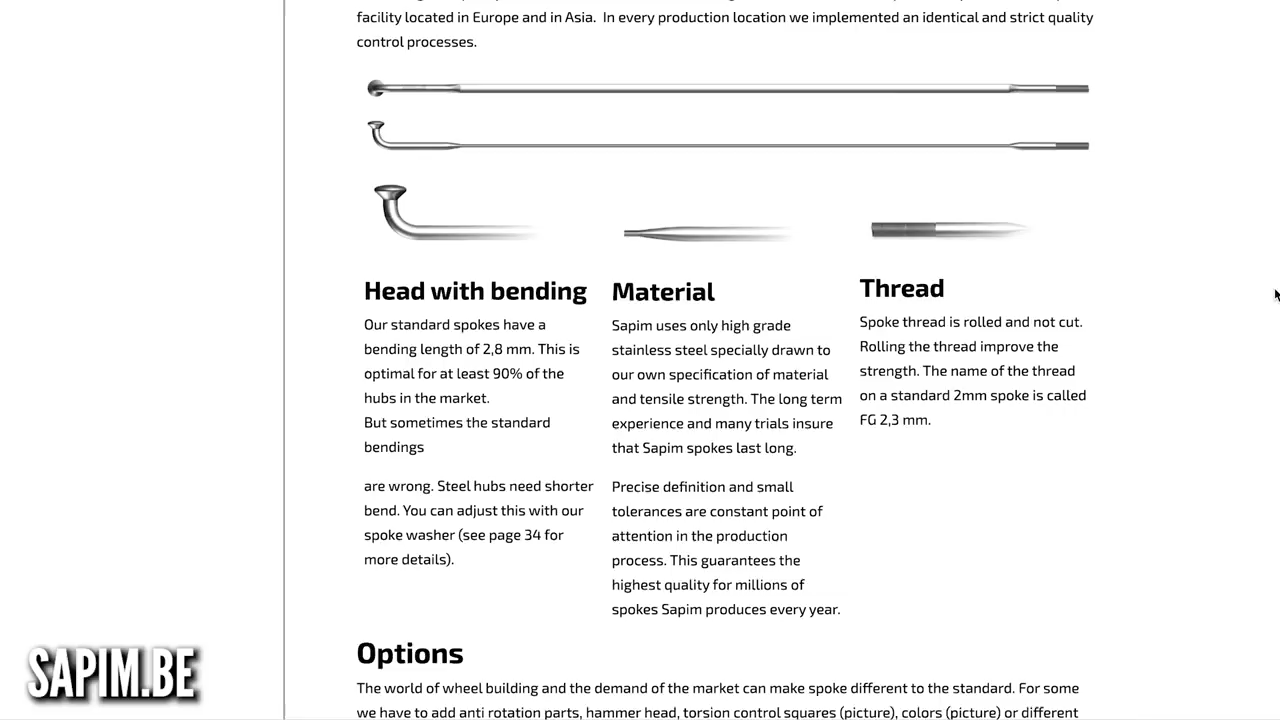 facility located in Europe and in Asia.  In every production location we implemented an identical and strict quality
control processes.
Head with bending
Our standard spokes have a
bending length of 2,8 mm. This is
optimal for at least 90% of the
hubs in the market.
But sometimes the standard
bendings
are wrong. Steel hubs need shorter
bend. You can adjust this with our
spoke washer (see page 34 for
more details).
Material
Sapim uses only high grade
stainless steel specially drawn to
our own specification of material
and tensile strength. The long term
experience and many trials insure
that Sapim spokes last long.
Precise definition and small
tolerances are constant point of
attention in the production
process. This guarantees the
highest quality for millions of
spokes Sapim produces every year.
Thread
Spoke thread is rolled and not cut.
Rolling the thread improve the
strength. The name of the thread
on a standard 2mm spoke is called
FG 2,3 mm.
Options
The world of wheel building and the demand of the market can make spoke different to the standard. For some
we have to add anti rotation parts, hammer head, torsion control squares (picture), colors (picture) or different
SAPIM.BE